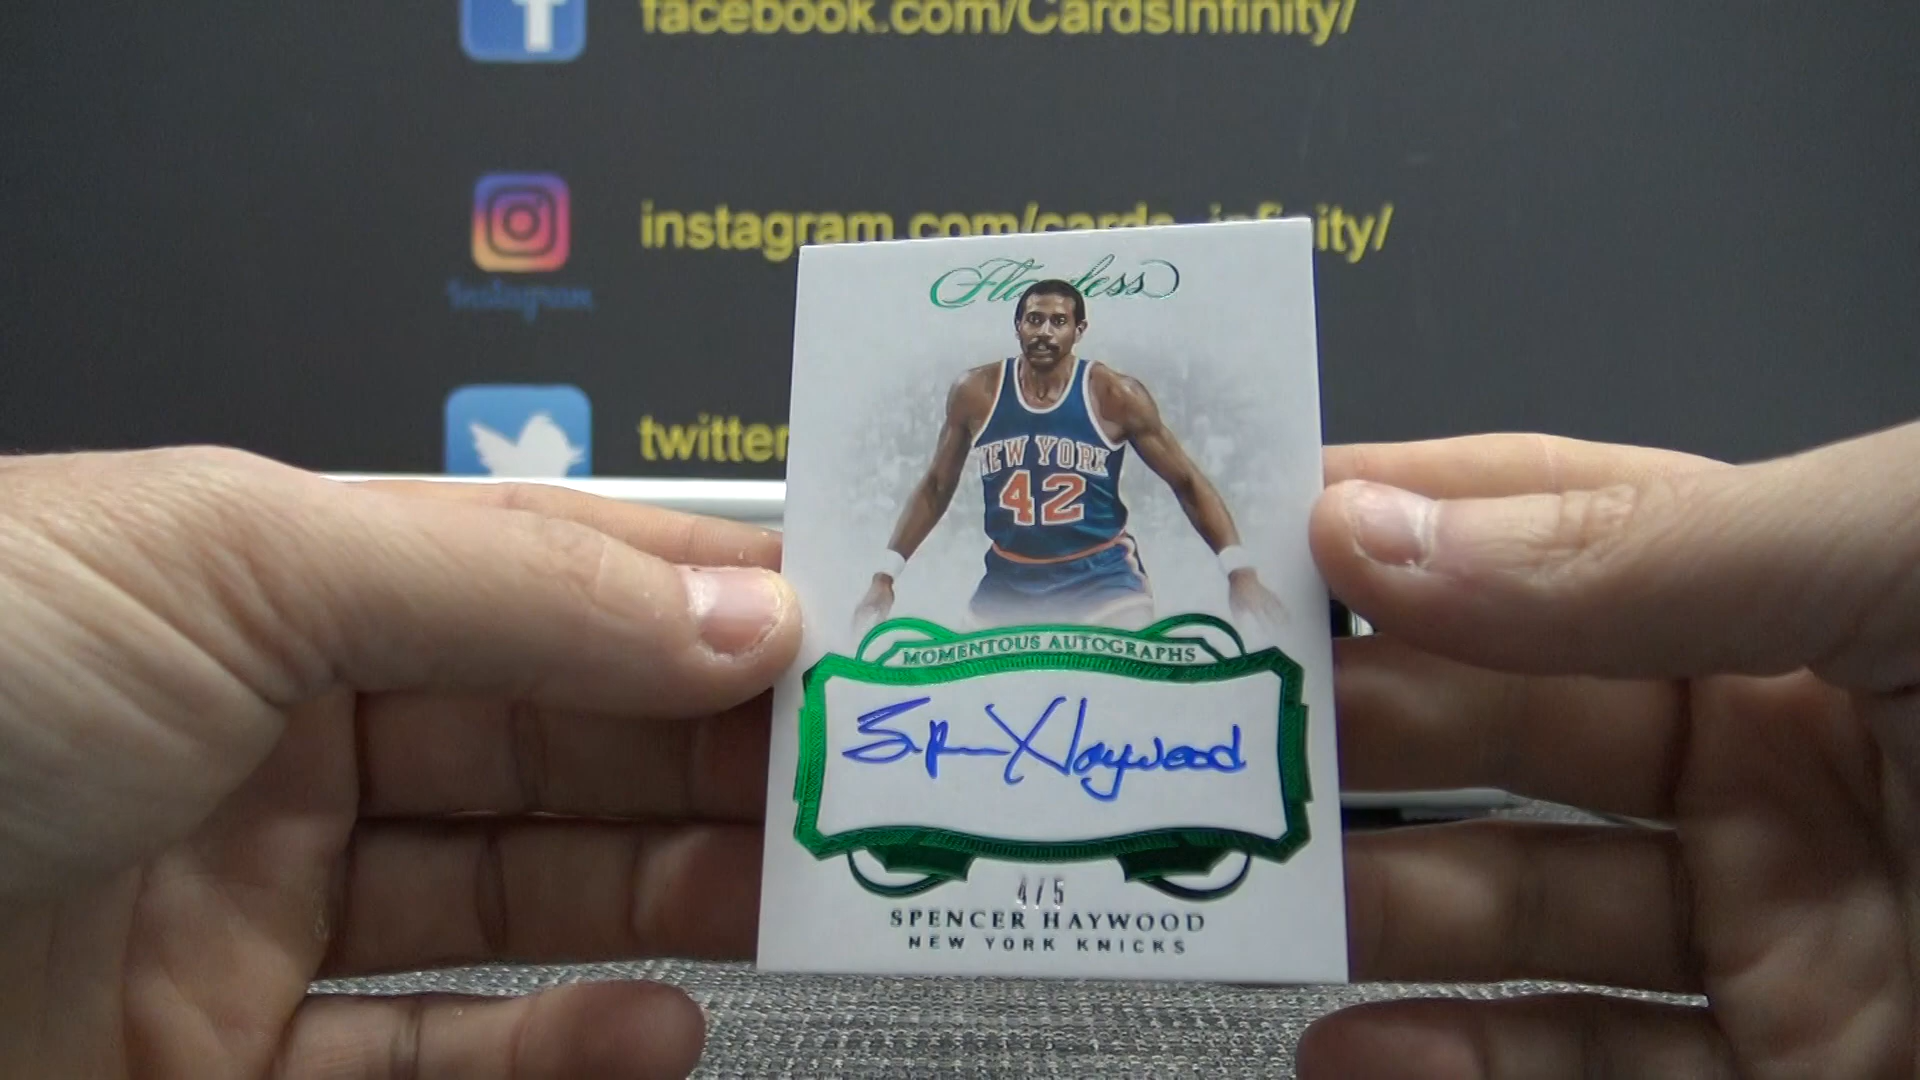 facebook.com/CardsInfinity/
instagram.com/cards_infinity/
Instagram
twitter
Flawless
NEW YORK
42
MOMENTOUS AUTOGRAPHS
Spencer Haywood
4/5
SPENCER HAYWOOD
NEW YORK KNICKS